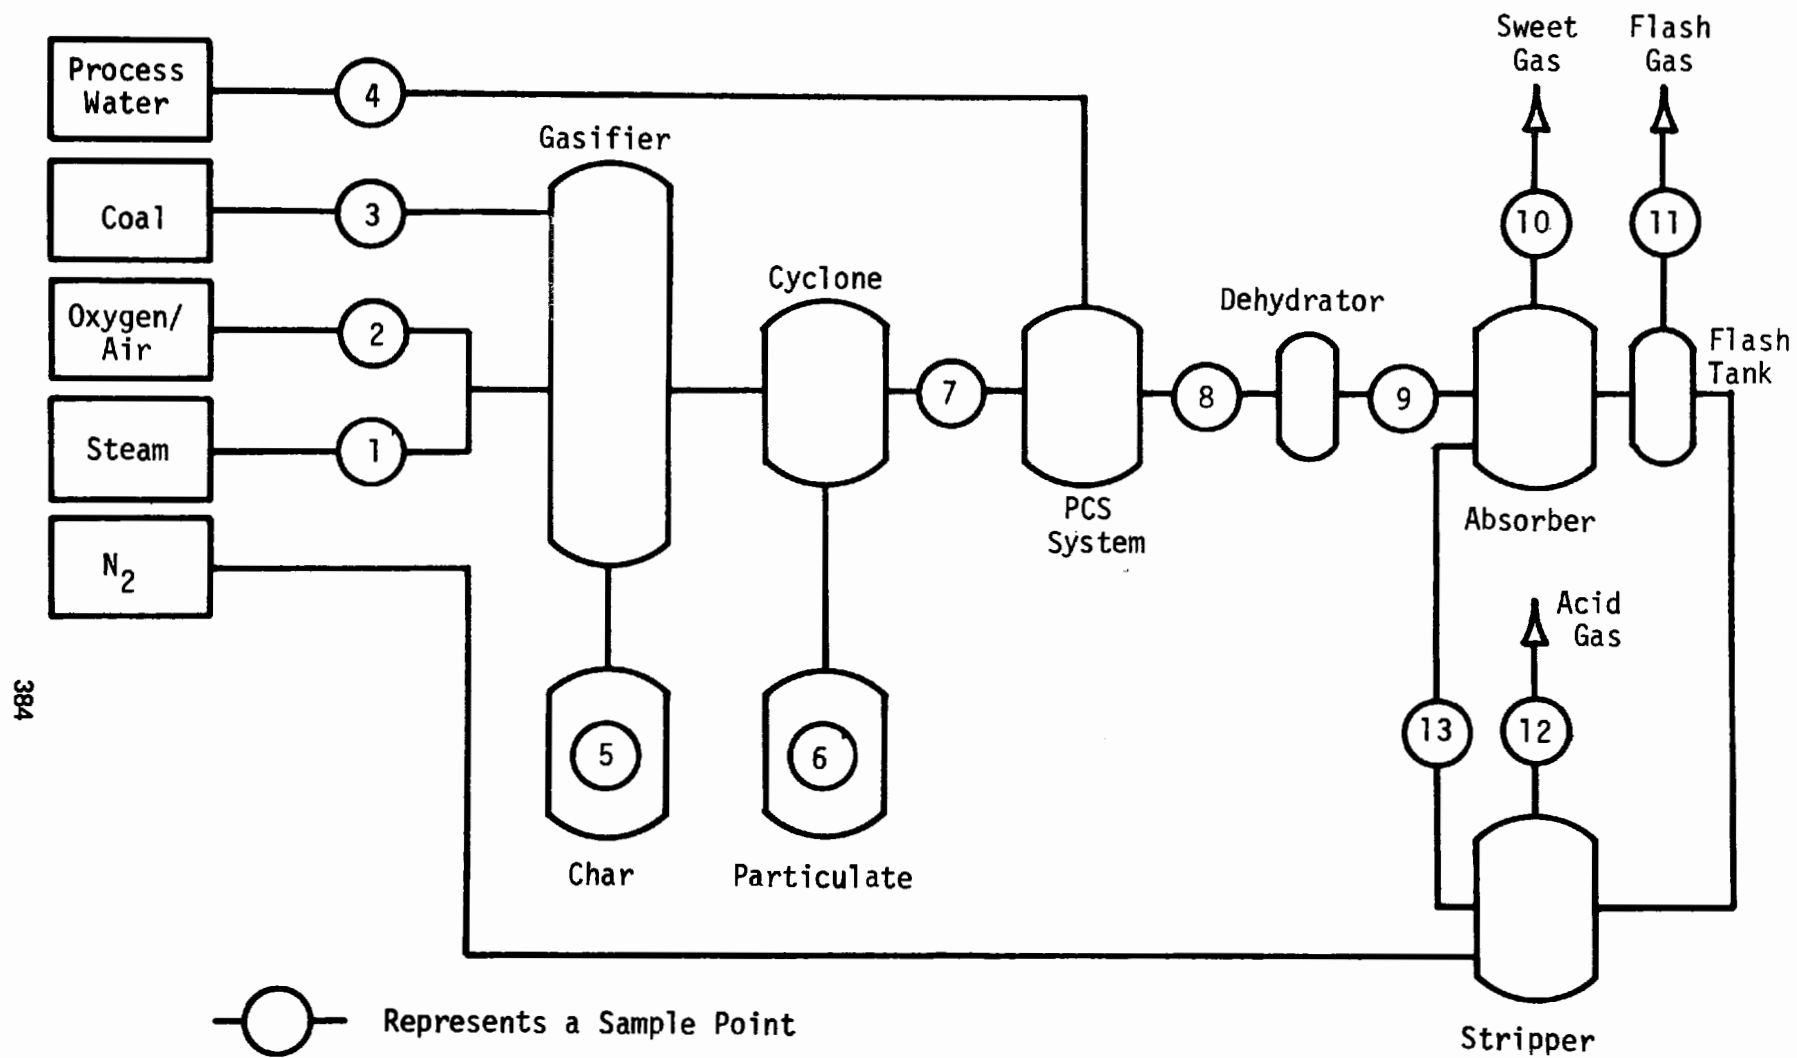 Process
Water
4
Coal
3
Oxygen/
Air
2
Steam
1
N2
Gasifier
5
Char
Cyclone
6
Particulate
7
PCS
System
8
Dehydrator
9
Sweet
Gas
10
Flash
Gas
11
Flash
Tank
Absorber
Acid
Gas
13
12
Stripper
384
Represents a Sample Point